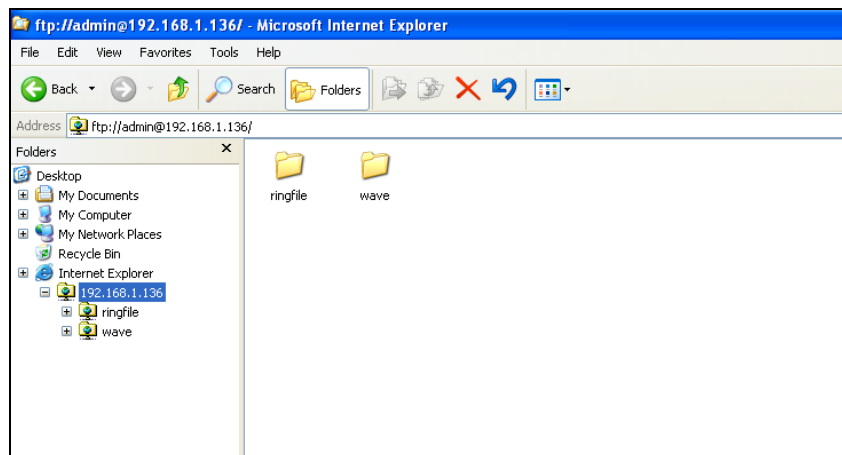 ftp://admin@192.168.1.136/ - Microsoft Internet Explorer
File Edit View Favorites Tools Help
Back Search Folders
Address ftp://admin@192.168.1.136/
Folders X
Desktop
My Documents
My Computer
My Network Places
Recycle Bin
Internet Explorer
192.168.1.136
ringfile
wave
ringfile wave